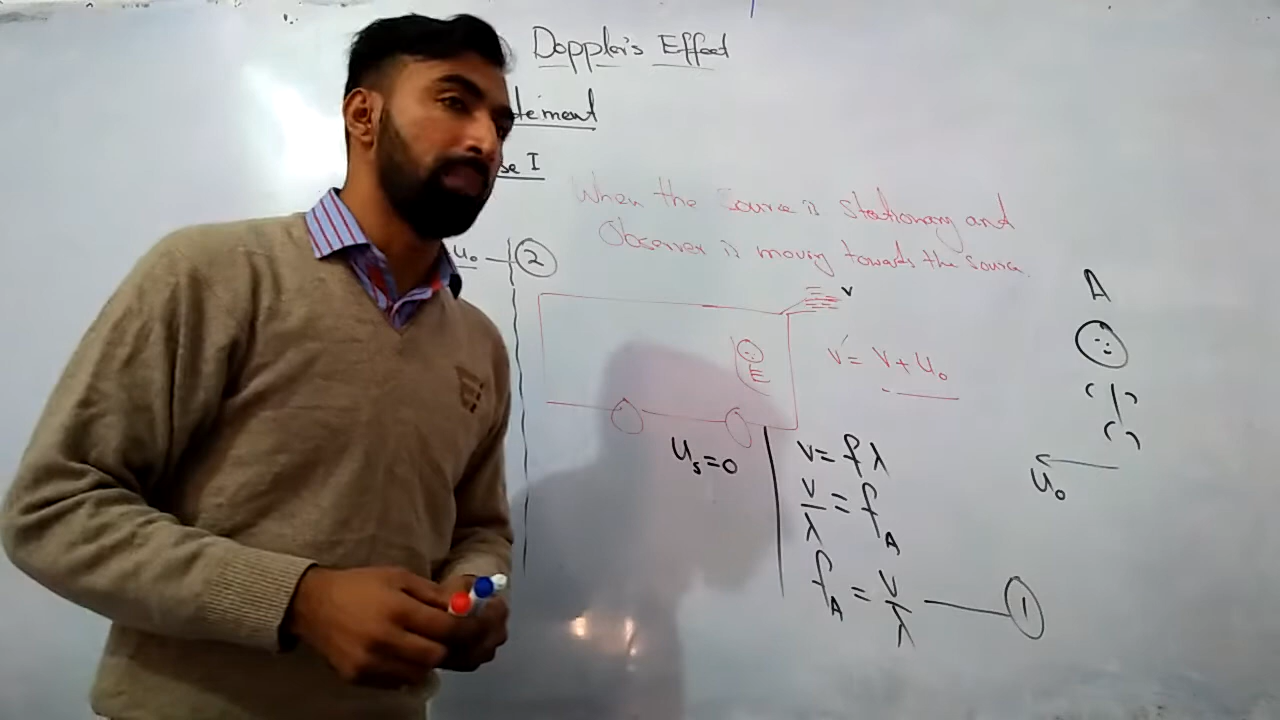 Doppler's Effect
tement
se I
When the Source is Stationary and
Observer is moving towards the source.
u₀ — ②
v
A
E
v' = v + u₀
u₀
uₛ = 0
v = fλ
v/λ = f_A
f_A = v/λ — ①